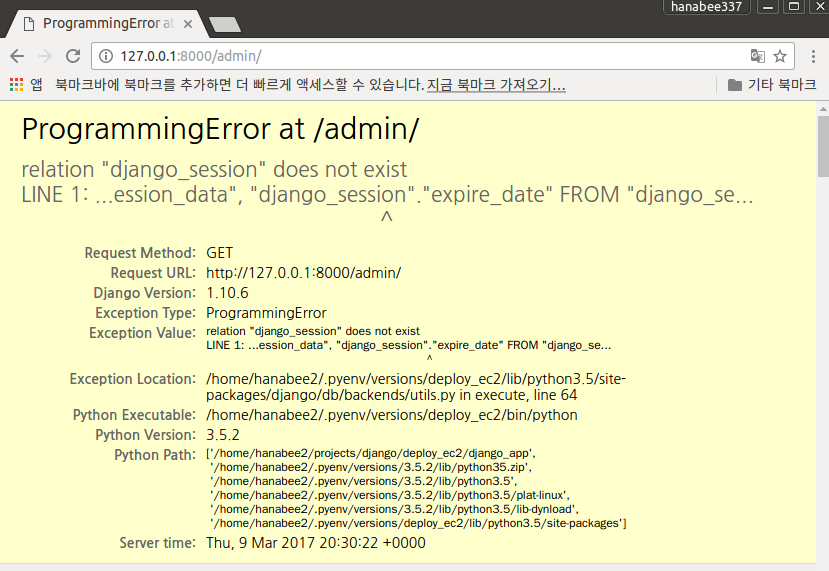 hanabee337
ProgrammingError at
127.0.0.1:8000/admin/
앱 북마크바에 북마크를 추가하면 더 빠르게 액세스할 수 있습니다. 지금 북마크 가져오기... 기타 북마크
ProgrammingError at /admin/
relation "django_session" does not exist
LINE 1: ...ession_data", "django_session"."expire_date" FROM "django_se...
^
Request Method: GET
Request URL: http://127.0.0.1:8000/admin/
Django Version: 1.10.6
Exception Type: ProgrammingError
Exception Value: relation "django_session" does not exist
LINE 1: ...ession_data", "django_session"."expire_date" FROM "django_se...
^
Exception Location: /home/hanabee2/.pyenv/versions/deploy_ec2/lib/python3.5/site-
packages/django/db/backends/utils.py in execute, line 64
Python Executable: /home/hanabee2/.pyenv/versions/deploy_ec2/bin/python
Python Version: 3.5.2
Python Path: ['/home/hanabee2/projects/django/deploy_ec2/django_app',
'/home/hanabee2/.pyenv/versions/3.5.2/lib/python35.zip',
'/home/hanabee2/.pyenv/versions/3.5.2/lib/python3.5',
'/home/hanabee2/.pyenv/versions/3.5.2/lib/python3.5/plat-linux',
'/home/hanabee2/.pyenv/versions/3.5.2/lib/python3.5/lib-dynload',
'/home/hanabee2/.pyenv/versions/deploy_ec2/lib/python3.5/site-packages']
Server time: Thu, 9 Mar 2017 20:30:22 +0000